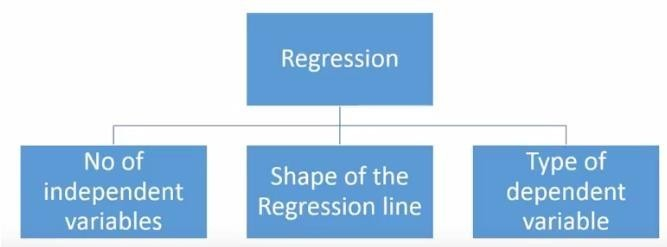 Regression
No of
independent
variables
Shape of the
Regression line
Type of
dependent
variable